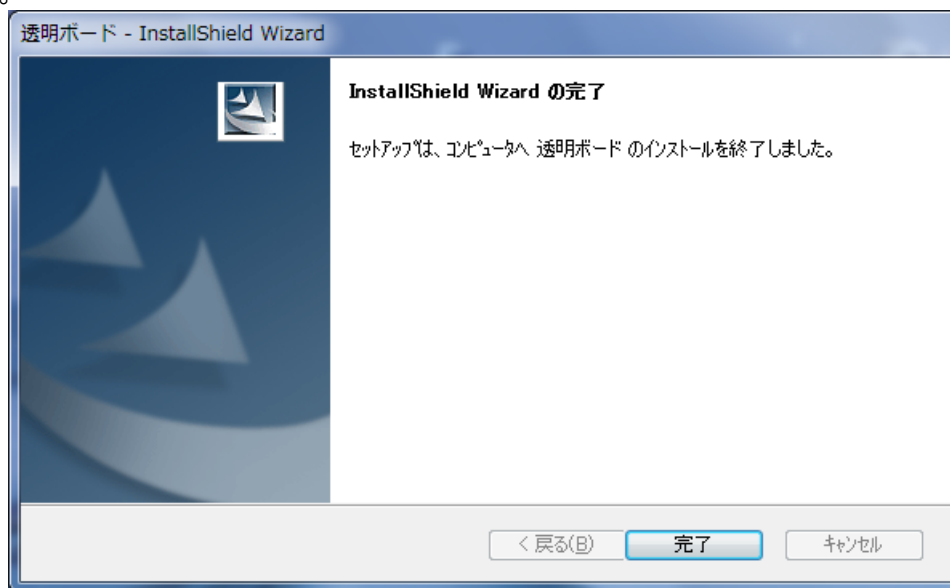 。
透明ボード - InstallShield Wizard
InstallShield Wizard の完了
セットアップは、コンピュータへ 透明ボード のインストールを終了しました。
< 戻る(B)
完了
キャンセル